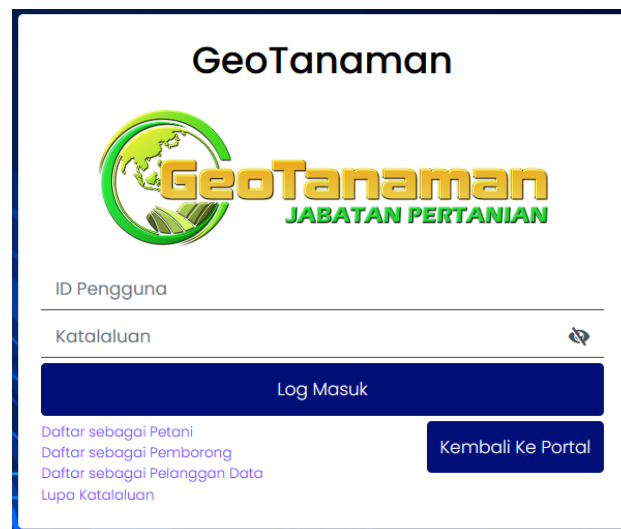 GeoTanaman
GeoTanaman
JABATAN PERTANIAN
ID Pengguna
Katalaluan
Log Masuk
Daftar sebagai Petani
Daftar sebagai Pemborong
Daftar sebagai Pelanggan Data
Lupa Katalaluan
Kembali Ke Portal